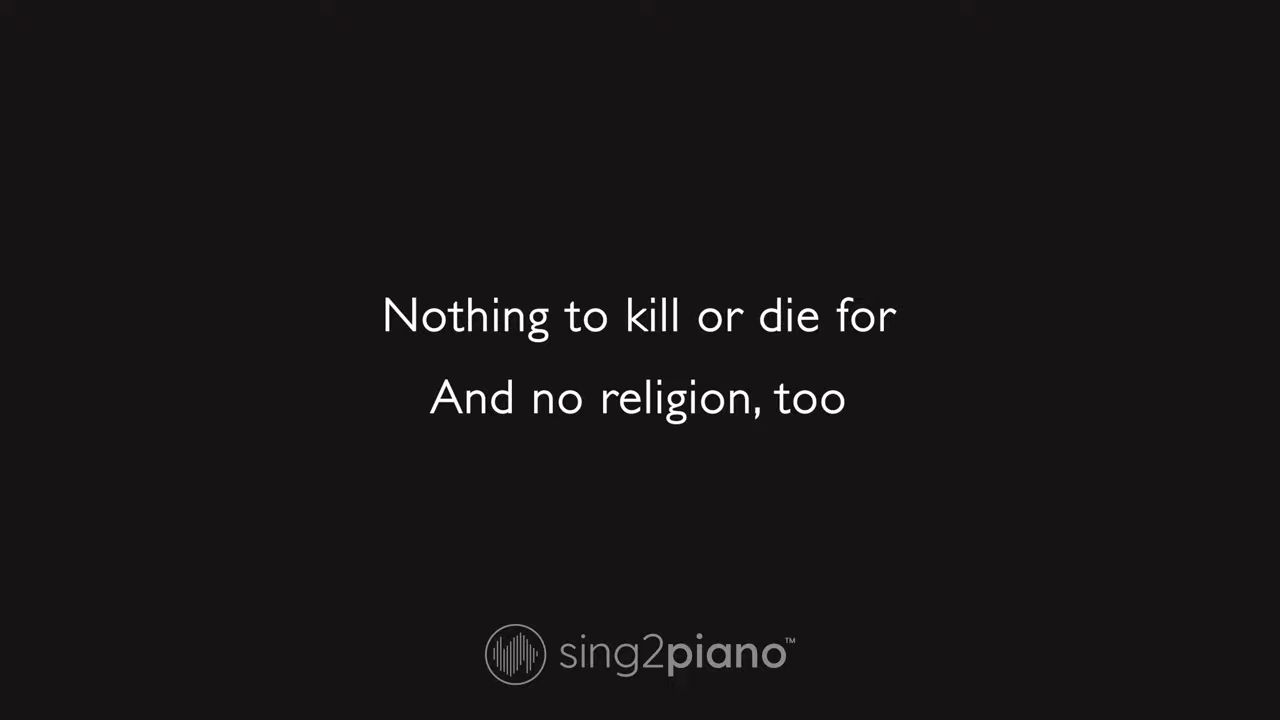 Nothing to kill or die for
And no religion, too
sing2piano™